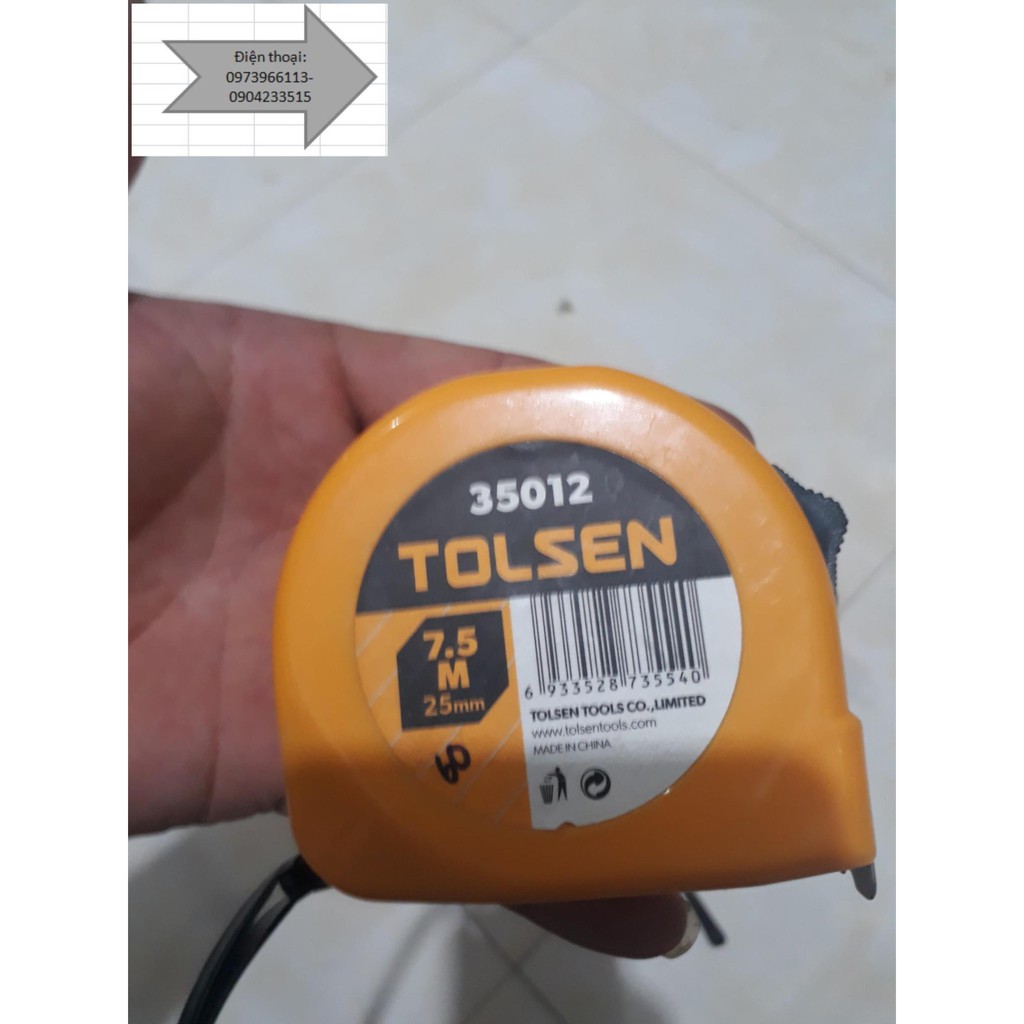 Điện thoại:
0973966113-
0904233515
35012
TOLSEN
7.5
M
25mm
6 933528 735540
TOLSEN TOOLS CO.,LIMITED
www.tolsentools.com
MADE IN CHINA